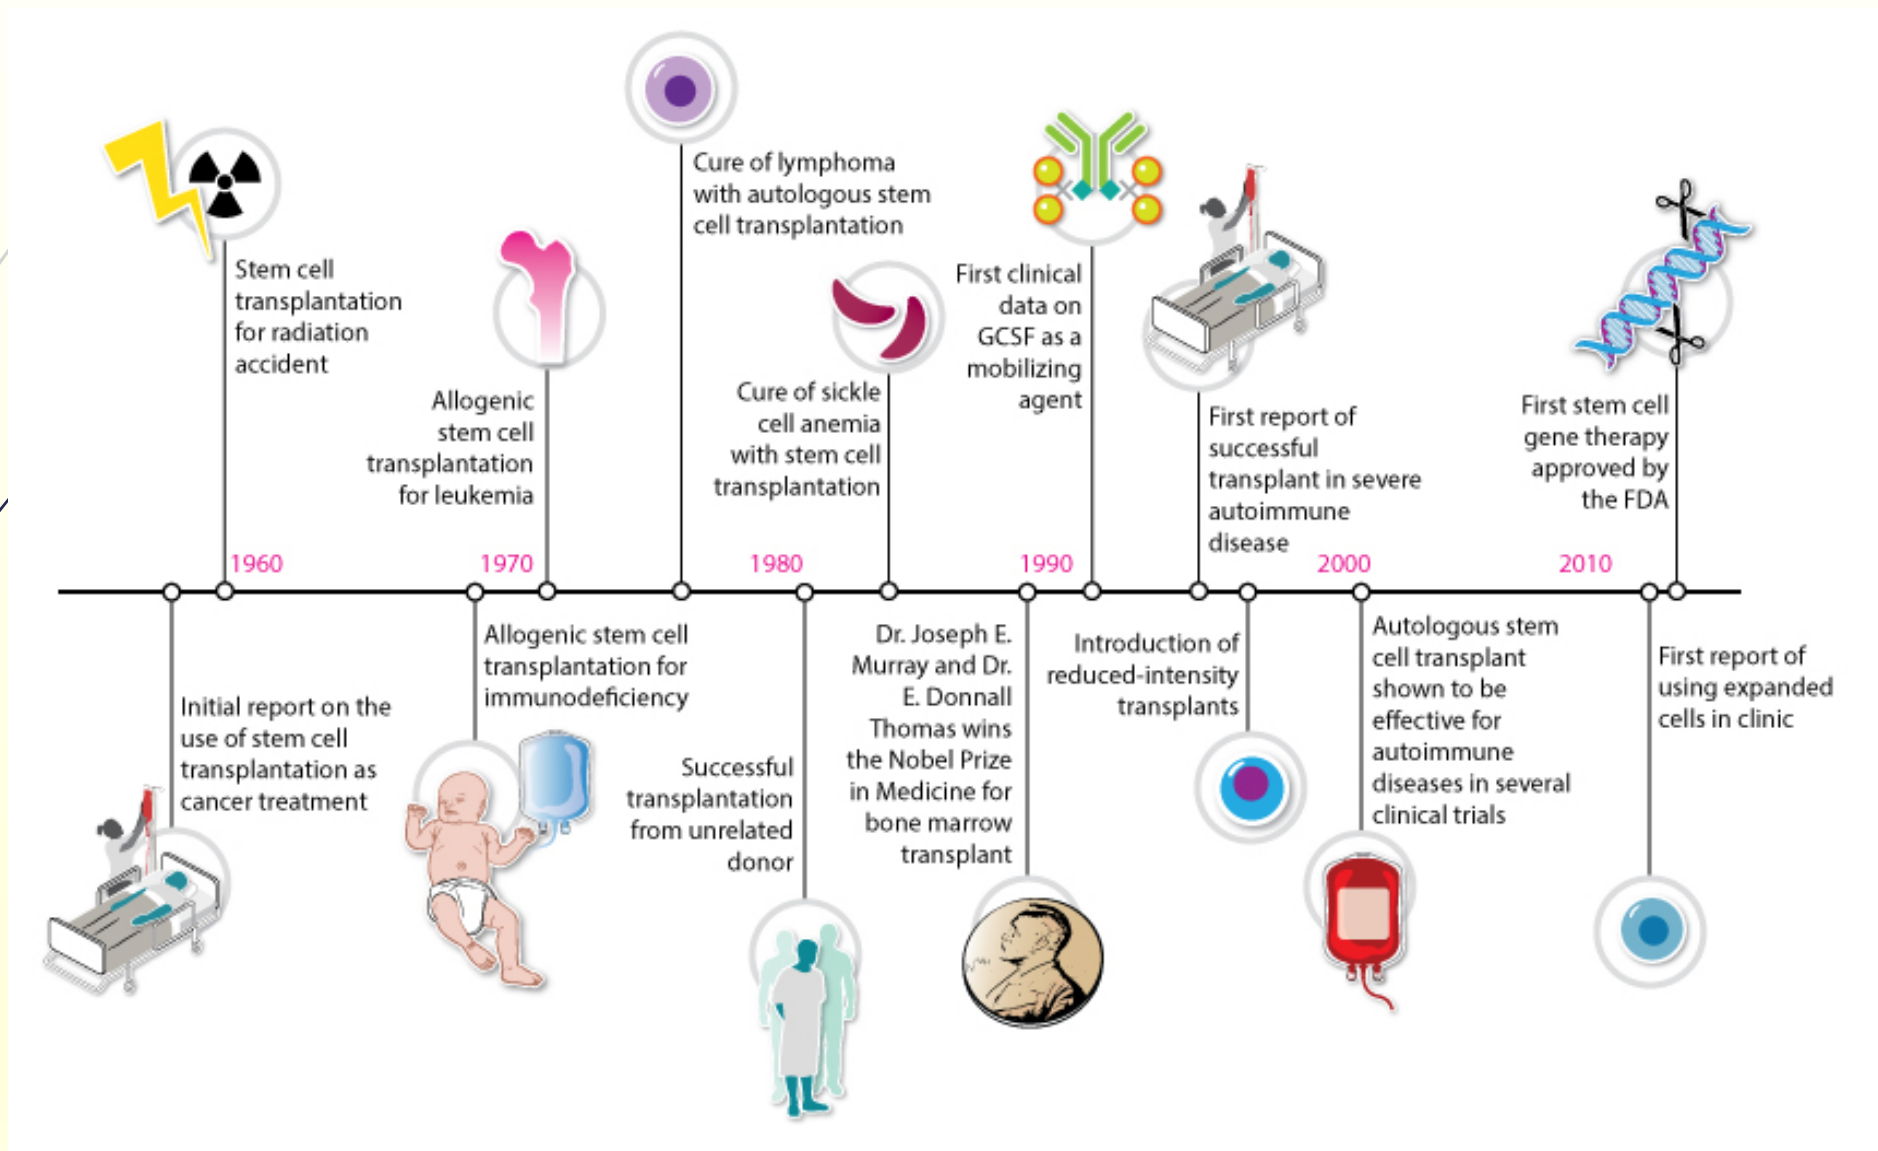 Cure of lymphoma
with autologous stem
cell transplantation
Stem cell
transplantation
for radiation
accident
Allogenic
stem cell
transplantation
for leukemia
Cure of sickle
cell anemia
with stem cell
transplantation
First clinical
data on
GCSF as a
mobilizing
agent
First report of
successful
transplant in severe
autoimmune
disease
First stem cell
gene therapy
approved by
the FDA
1960
1970
1980
1990
2000
2010
Initial report on the
use of stem cell
transplantation as
cancer treatment
Allogenic stem cell
transplantation for
immunodeficiency
Successful
transplantation
from unrelated
donor
Dr. Joseph E.
Murray and Dr.
E. Donnall
Thomas wins
the Nobel Prize
in Medicine for
bone marrow
transplant
Introduction of
reduced-intensity
transplants
Autologous stem
cell transplant
shown to be
effective for
autoimmune
diseases in several
clinical trials
First report of
using expanded
cells in clinic